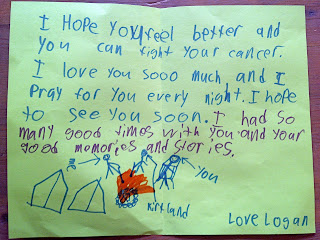 I Hope you feel better and
you can fight your cancer.
I love you sooo much and I
Pray for you every night. I hope
to see you soon. I had so
many good times with you and your
good memories and stories.
me
You
kirtland
Love Logan